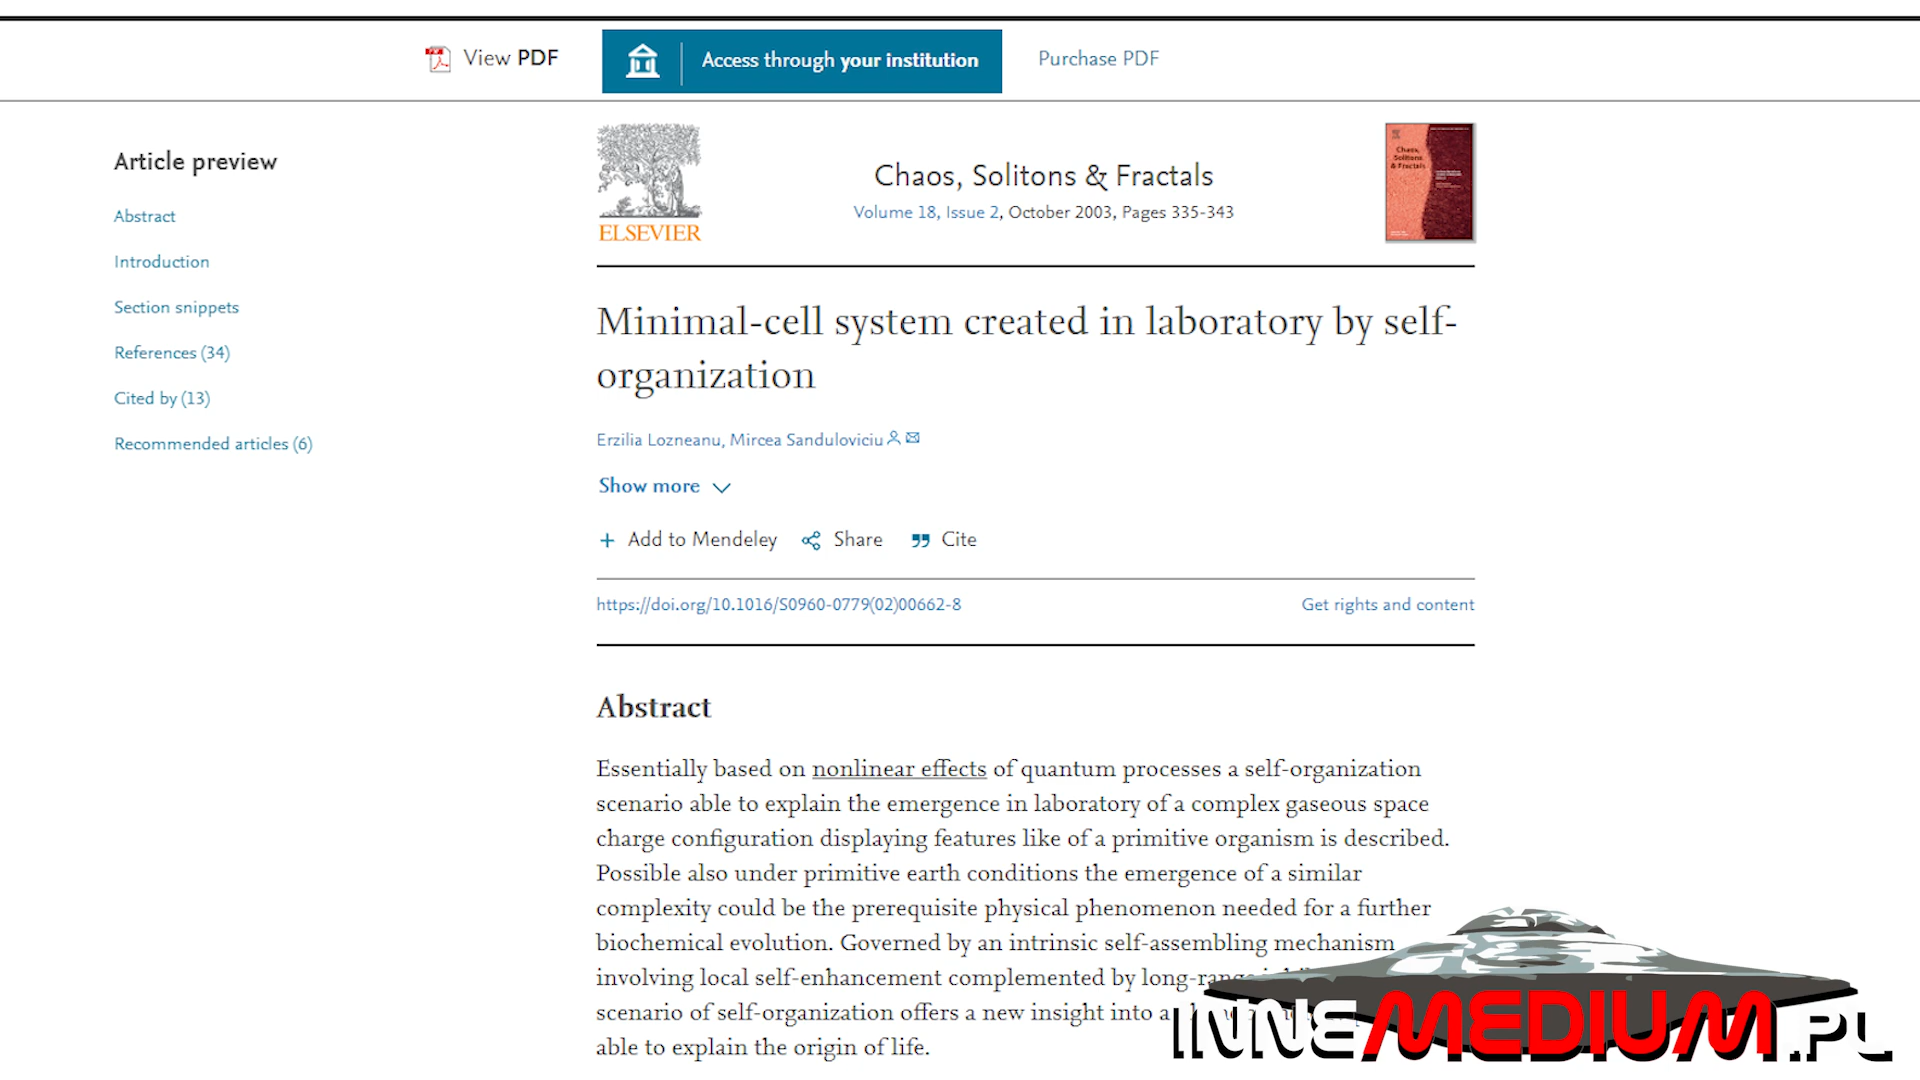 View PDF
Access through your institution
Purchase PDF
Article preview
Abstract
Introduction
Section snippets
References (34)
Cited by (13)
Recommended articles (6)
ELSEVIER
Chaos, Solitons & Fractals
Volume 18, Issue 2, October 2003, Pages 335-343
Chaos,
Solitons
& Fractals
Minimal-cell system created in laboratory by self-
organization
Erzilia Lozneanu, Mircea Sanduloviciu
Show more
Add to Mendeley
Share
Cite
https://doi.org/10.1016/S0960-0779(02)00662-8
Get rights and content
Abstract
Essentially based on nonlinear effects of quantum processes a self-organization
scenario able to explain the emergence in laboratory of a complex gaseous space
charge configuration displaying features like of a primitive organism is described.
Possible also under primitive earth conditions the emergence of a similar
complexity could be the prerequisite physical phenomenon needed for a further
biochemical evolution. Governed by an intrinsic self-assembling mechanism
involving local self-enhancement complemented by
scenario of self-organization offers a new insight into a
able to explain the origin of life.
INNEMEDIUM.PL